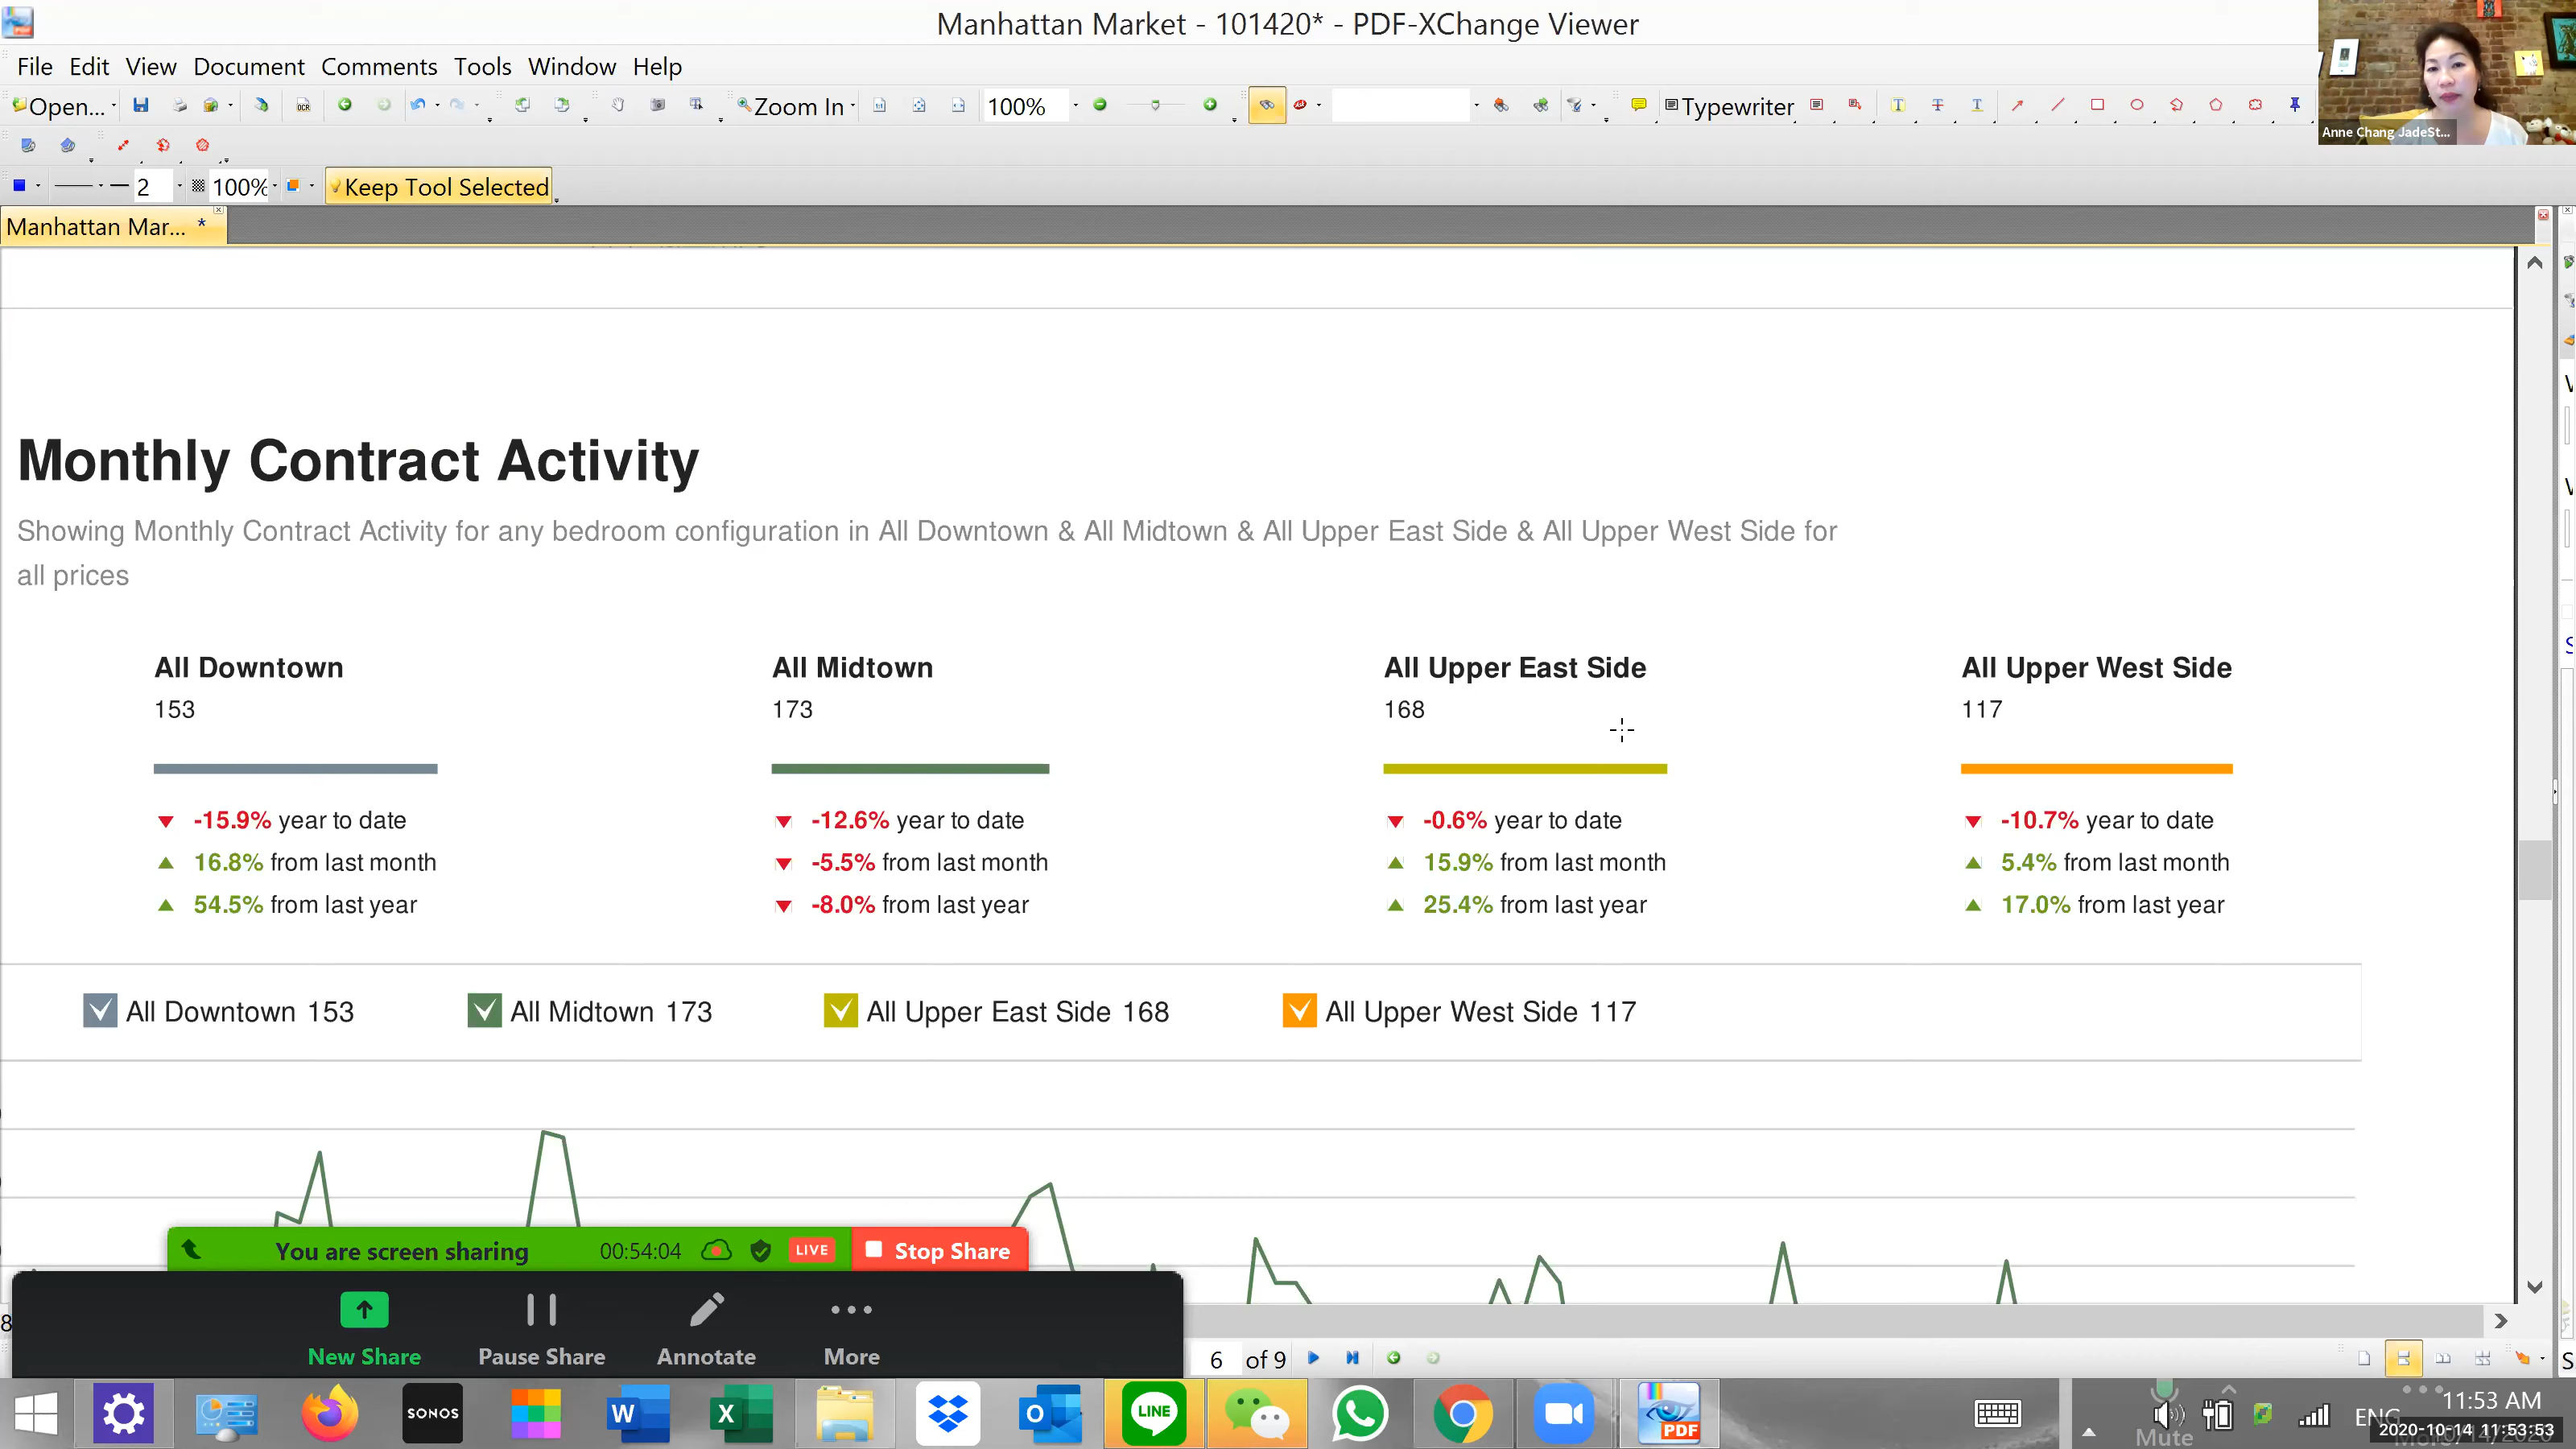 Manhattan Market - 101420* - PDF-XChange Viewer
File Edit View Document Comments Tools Window Help
Open... OCR Zoom In 100% Typewriter
Anne Chang JadeSt...
2 100% Keep Tool Selected
Manhattan Mar... *
Monthly Contract Activity
Showing Monthly Contract Activity for any bedroom configuration in All Downtown & All Midtown & All Upper East Side & All Upper West Side for
all prices
All Downtown
153
-15.9% year to date
16.8% from last month
54.5% from last year
All Midtown
173
-12.6% year to date
-5.5% from last month
-8.0% from last year
All Upper East Side
168
-0.6% year to date
15.9% from last month
25.4% from last year
All Upper West Side
117
-10.7% year to date
5.4% from last month
17.0% from last year
All Downtown 153 All Midtown 173 All Upper East Side 168 All Upper West Side 117
You are screen sharing 00:54:04 LIVE Stop Share
New Share Pause Share Annotate More
6 of 9
SONOS W X O LINE PDF
Mute
ENG
11:53 AM
2020-10-14 11:53:53